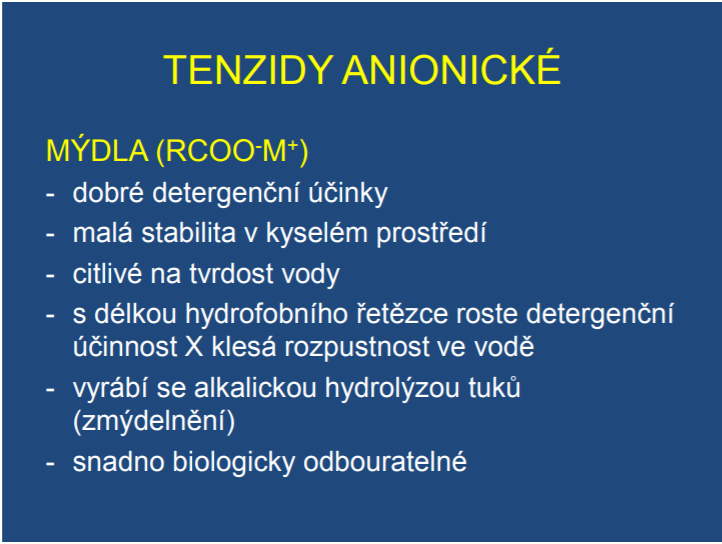 TENZIDY ANIONICKÉ
MÝDLA (RCOO⁻M⁺)
- dobré detergenční účinky
- malá stabilita v kyselém prostředí
- citlivé na tvrdost vody
- s délkou hydrofobního řetězce roste detergenční
účinnost X klesá rozpustnost ve vodě
- vyrábí se alkalickou hydrolýzou tuků
(zmýdelnění)
- snadno biologicky odbouratelné